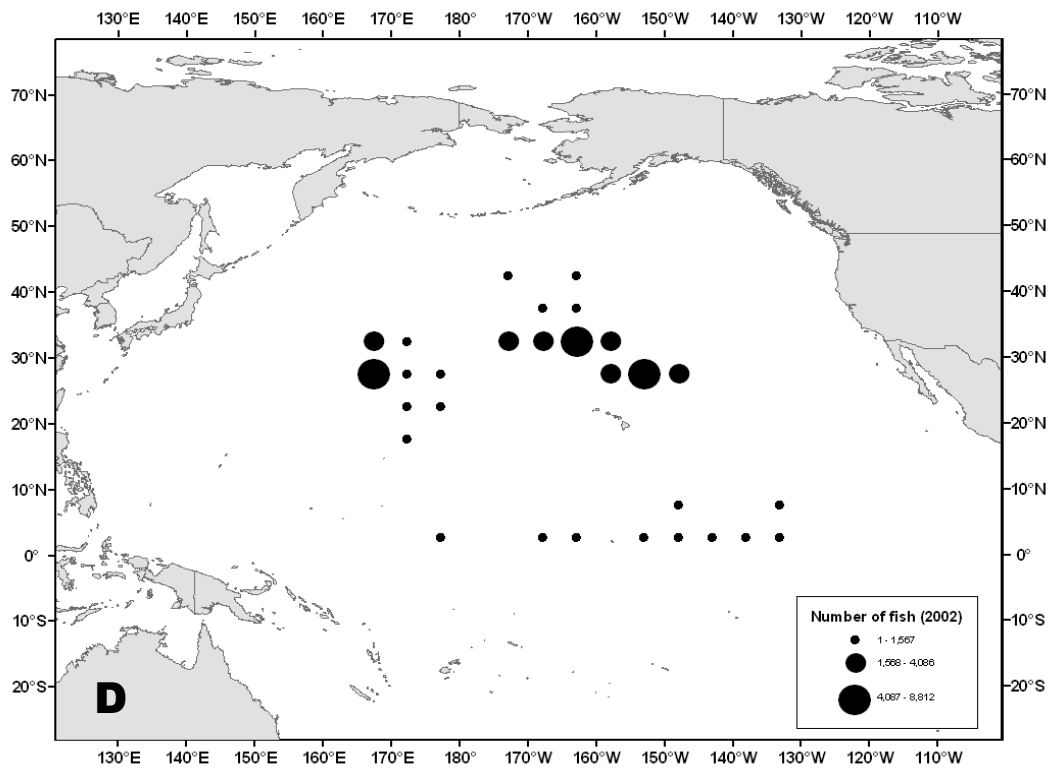 130°E 140°E 150°E 160°E 170°E 180° 170°W 160°W 150°W 140°W 130°W 120°W 110°W
70°N 70°N
60°N 60°N
50°N 50°N
40°N 40°N
30°N 30°N
20°N 20°N
10°N 10°N
0° 0°
10°S 10°S
20°S 20°S
Number of fish (2002)
1 - 1,567
1,568 - 4,086
4,087 - 8,812
D
130°E 140°E 150°E 160°E 170°E 180° 170°W 160°W 150°W 140°W 130°W 120°W 110°W